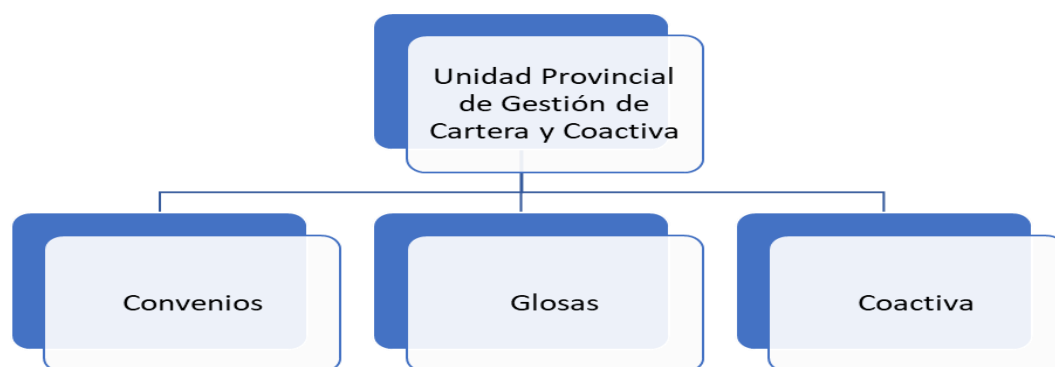 Unidad Provincial
de Gestión de
Cartera y Coactiva
Convenios
Glosas
Coactiva